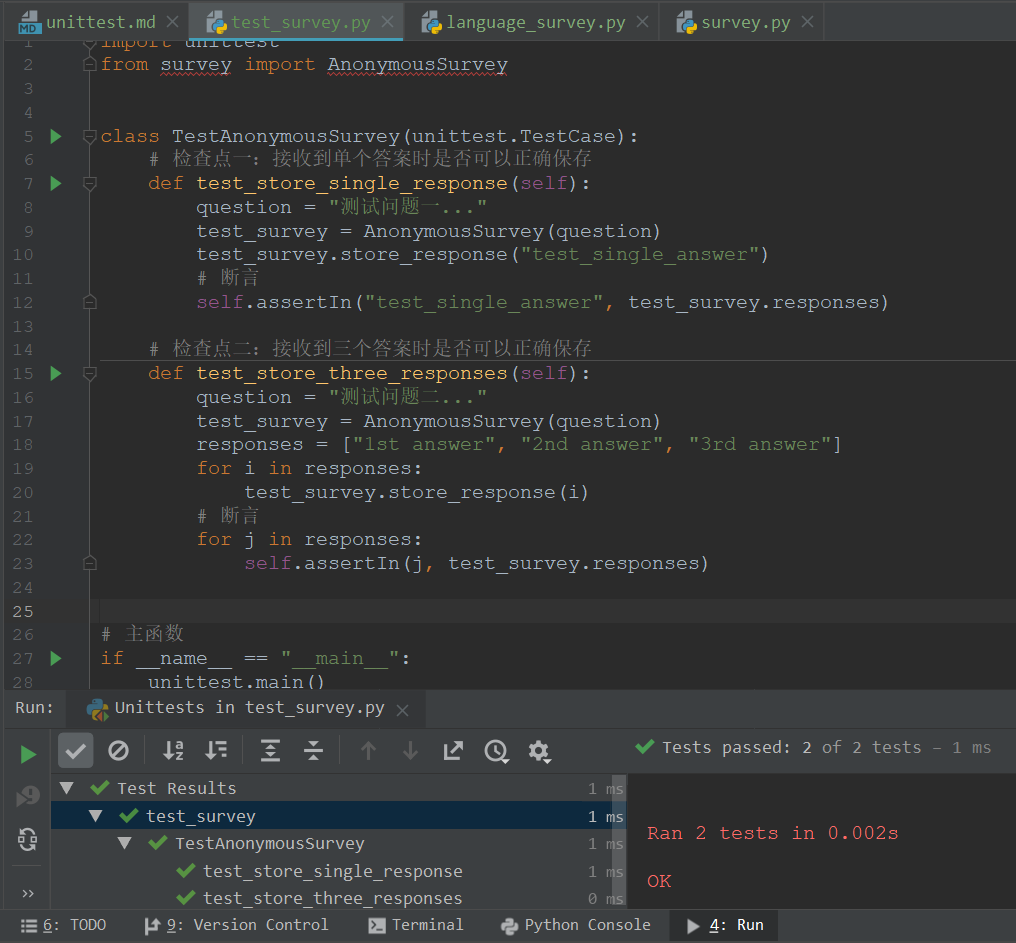 unittest.md
test_survey.py
language_survey.py
survey.py
1 import unittest
2 from survey import AnonymousSurvey
3
4
5 class TestAnonymousSurvey(unittest.TestCase):
6 # 检查点一：接收到单个答案时是否可以正确保存
7 def test_store_single_response(self):
8 question = "测试问题一..."
9 test_survey = AnonymousSurvey(question)
10 test_survey.store_response("test_single_answer")
11 # 断言
12 self.assertIn("test_single_answer", test_survey.responses)
13
14 # 检查点二：接收到三个答案时是否可以正确保存
15 def test_store_three_responses(self):
16 question = "测试问题二..."
17 test_survey = AnonymousSurvey(question)
18 responses = ["1st answer", "2nd answer", "3rd answer"]
19 for i in responses:
20 test_survey.store_response(i)
21 # 断言
22 for j in responses:
23 self.assertIn(j, test_survey.responses)
24
25
26 # 主函数
27 if __name__ == "__main__":
28 unittest.main()
Run: Unittests in test_survey.py
Tests passed: 2 of 2 tests – 1 ms
Test Results 1 ms
test_survey 1 ms
TestAnonymousSurvey 1 ms
test_store_single_response 1 ms
test_store_three_responses 0 ms
Ran 2 tests in 0.002s
OK
6: TODO
9: Version Control
Terminal
Python Console
4: Run